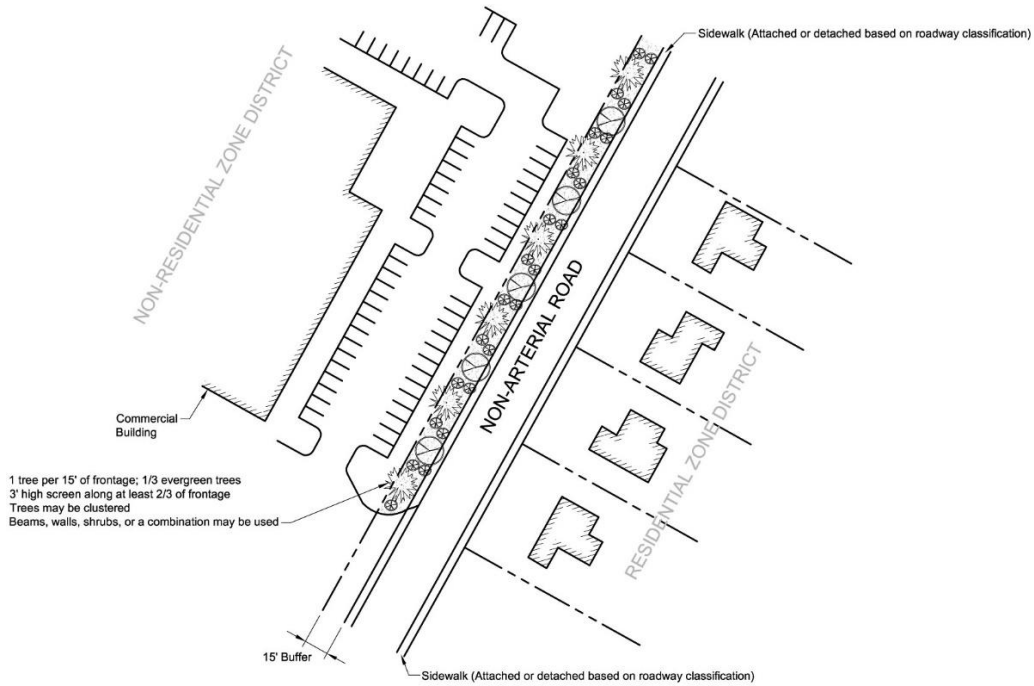 Sidewalk (Attached or detached based on roadway classification)
NON-RESIDENTIAL ZONE DISTRICT
NON-ARTERIAL ROAD
RESIDENTIAL ZONE DISTRICT
Commercial
Building
1 tree per 15' of frontage; 1/3 evergreen trees
3' high screen along at least 2/3 of frontage
Trees may be clustered
Beams, walls, shrubs, or a combination may be used
15' Buffer
Sidewalk (Attached or detached based on roadway classification)